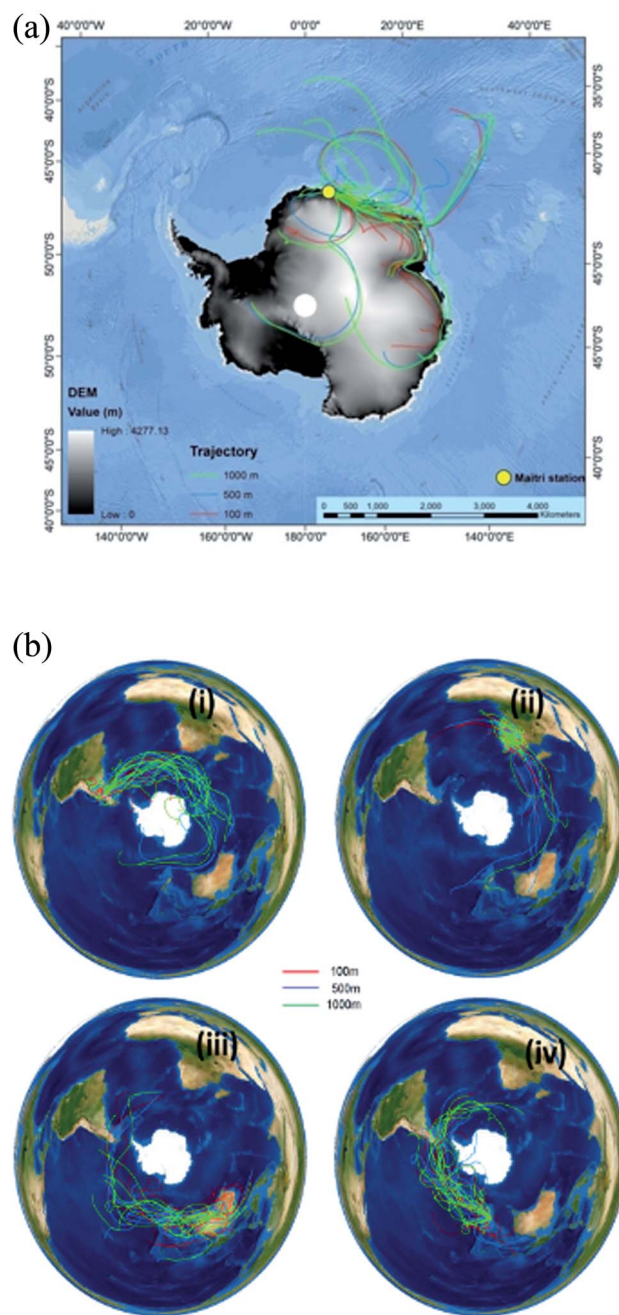 (a)
40°0'0"W 0°0'0" 20°0'0"E 40°0'0"E
SOUTH
40°0'0"S
45°0'0"S
50°0'0"S
50°0'0"S
45°0'0"S
40°0'0"S
35°0'0"S
40°0'0"S
45°0'0"S
45°0'0"S
40°0'0"S
DEM
Value (m)
High : 4277.13
Low : 0
Trajectory
1000 m
500 m
100 m
Maitri station
0 500 1,000 2,000 3,000 4,000
Kilometers
140°0'0"W 160°0'0"W 180°0'0" 160°0'0"E 140°0'0"E
(b)
(i)
(ii)
100m
500m
1000m
(iii)
(iv)